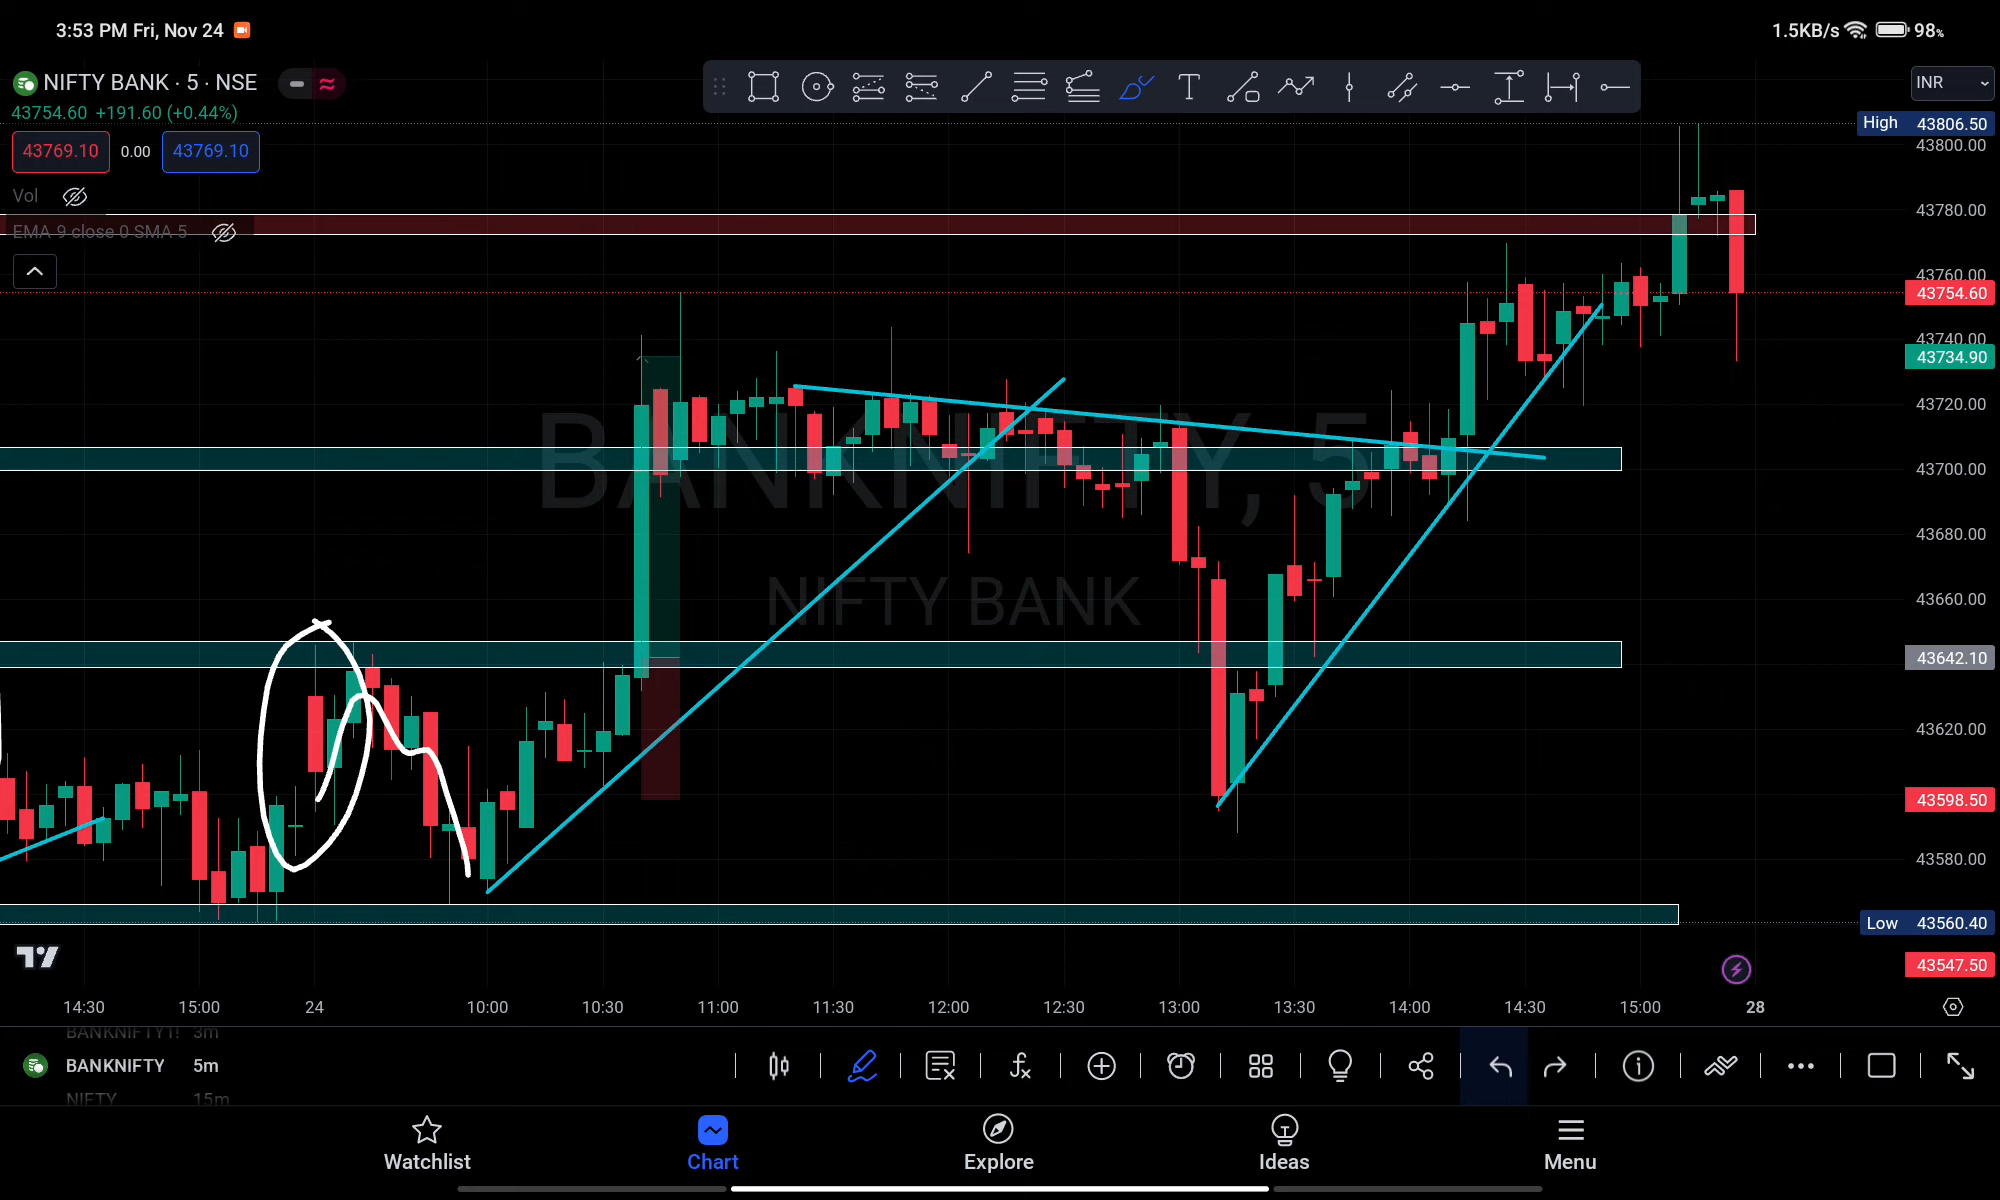 3:53 PM Fri, Nov 24
1.5KB/s 98%
NIFTY BANK · 5 · NSE
INR
43754.60 +191.60 (+0.44%)
High 43806.50
43769.10 0.00 43769.10
43800.00
Vol
43780.00
EMA 9 close 0 SMA 5
43760.00
43754.60
43740.00
43734.90
43720.00
BANKNIFTY, 5
43700.00
43680.00
NIFTY BANK
43660.00
43642.10
43620.00
43598.50
43580.00
Low 43560.40
43547.50
14:30 15:00 24 10:00 10:30 11:00 11:30 12:00 12:30 13:00 13:30 14:00 14:30 15:00 28
BANKNIFTY1! 3m
BANKNIFTY 5m
NIFTY 15m
Watchlist Chart Explore Ideas Menu